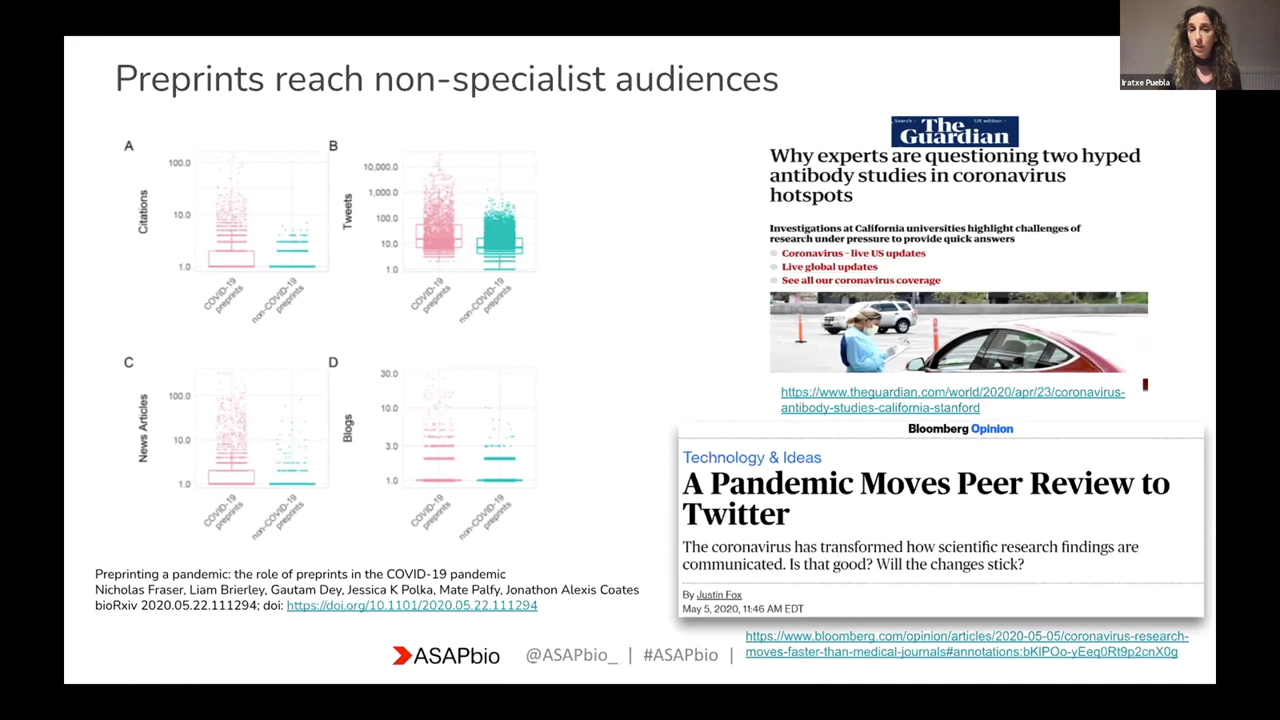 Iratxe Puebla
Preprints reach non-specialist audiences
A
Citations
100.0
10.0
1.0
COVID-19
preprints
non-COVID-19
preprints
B
Tweets
10,000.0
1,000.0
100.0
10.0
1.0
COVID-19
preprints
non-COVID-19
preprints
C
News Articles
100.0
10.0
1.0
COVID-19
preprints
non-COVID-19
preprints
D
Blogs
30.0
10.0
3.0
1.0
COVID-19
preprints
non-COVID-19
preprints
Preprinting a pandemic: the role of preprints in the COVID-19 pandemic
Nicholas Fraser, Liam Brierley, Gautam Dey, Jessica K Polka, Mate Palfy, Jonathon Alexis Coates
bioRxiv 2020.05.22.111294; doi: https://doi.org/10.1101/2020.05.22.111294
Search
UK edition
The
Guardian
Why experts are questioning two hyped
antibody studies in coronavirus
hotspots
Investigations at California universities highlight challenges of
research under pressure to provide quick answers
Coronavirus – live US updates
Live global updates
See all our coronavirus coverage
https://www.theguardian.com/world/2020/apr/23/coronavirus-
antibody-studies-california-stanford
Bloomberg Opinion
Technology & Ideas
A Pandemic Moves Peer Review to
Twitter
The coronavirus has transformed how scientific research findings are
communicated. Is that good? Will the changes stick?
By Justin Fox
May 5, 2020, 11:46 AM EDT
https://www.bloomberg.com/opinion/articles/2020-05-05/coronavirus-research-
moves-faster-than-medical-journals#annotations:bKIPOo-yEeq0Rt9p2cnX0g
ASAPbio
@ASAPbio_ | #ASAPbio |